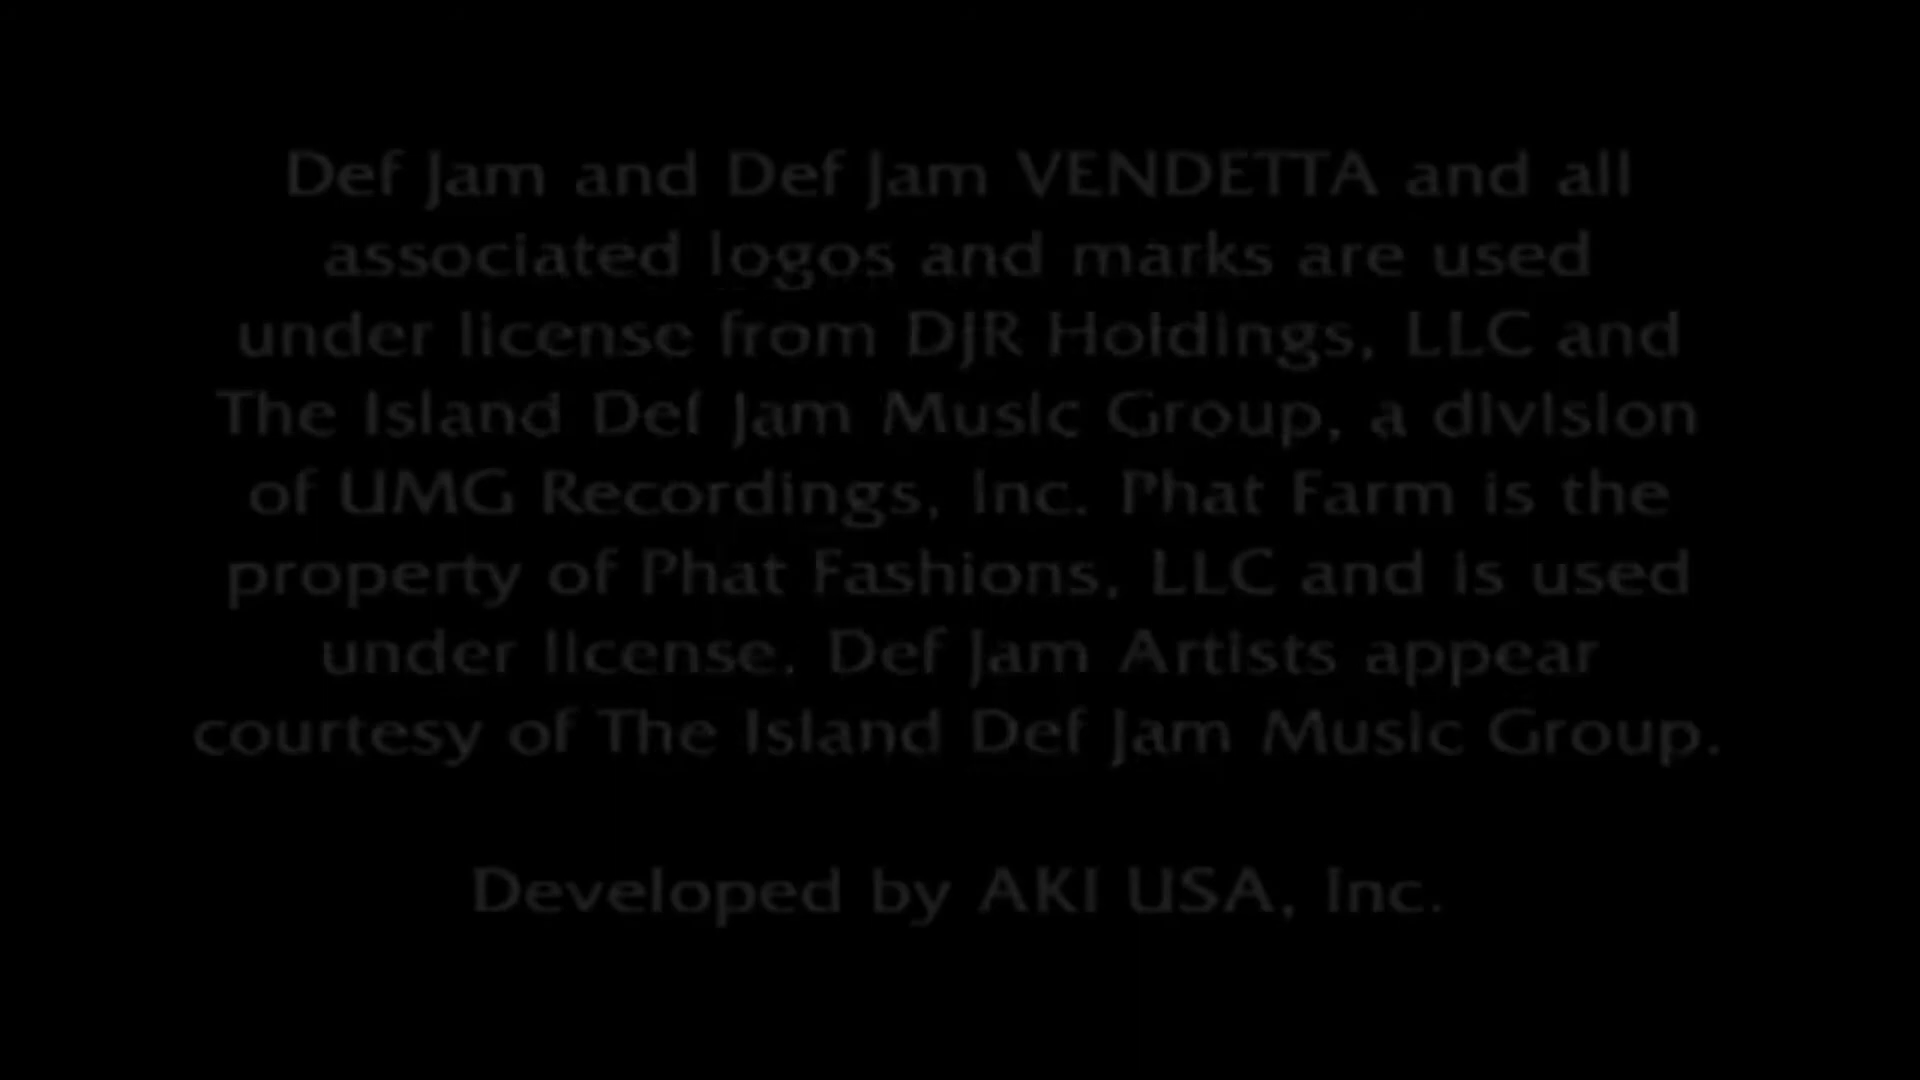 Def Jam and Def Jam VENDETTA and all
associated logos and marks are used
under license from DJR Holdings, LLC and
The Island Def Jam Music Group, a division
of UMG Recordings, Inc. Phat Farm is the
property of Phat Fashions, LLC and is used
under license. Def Jam Artists appear
courtesy of The Island Def Jam Music Group.
Developed by AKI USA, Inc.